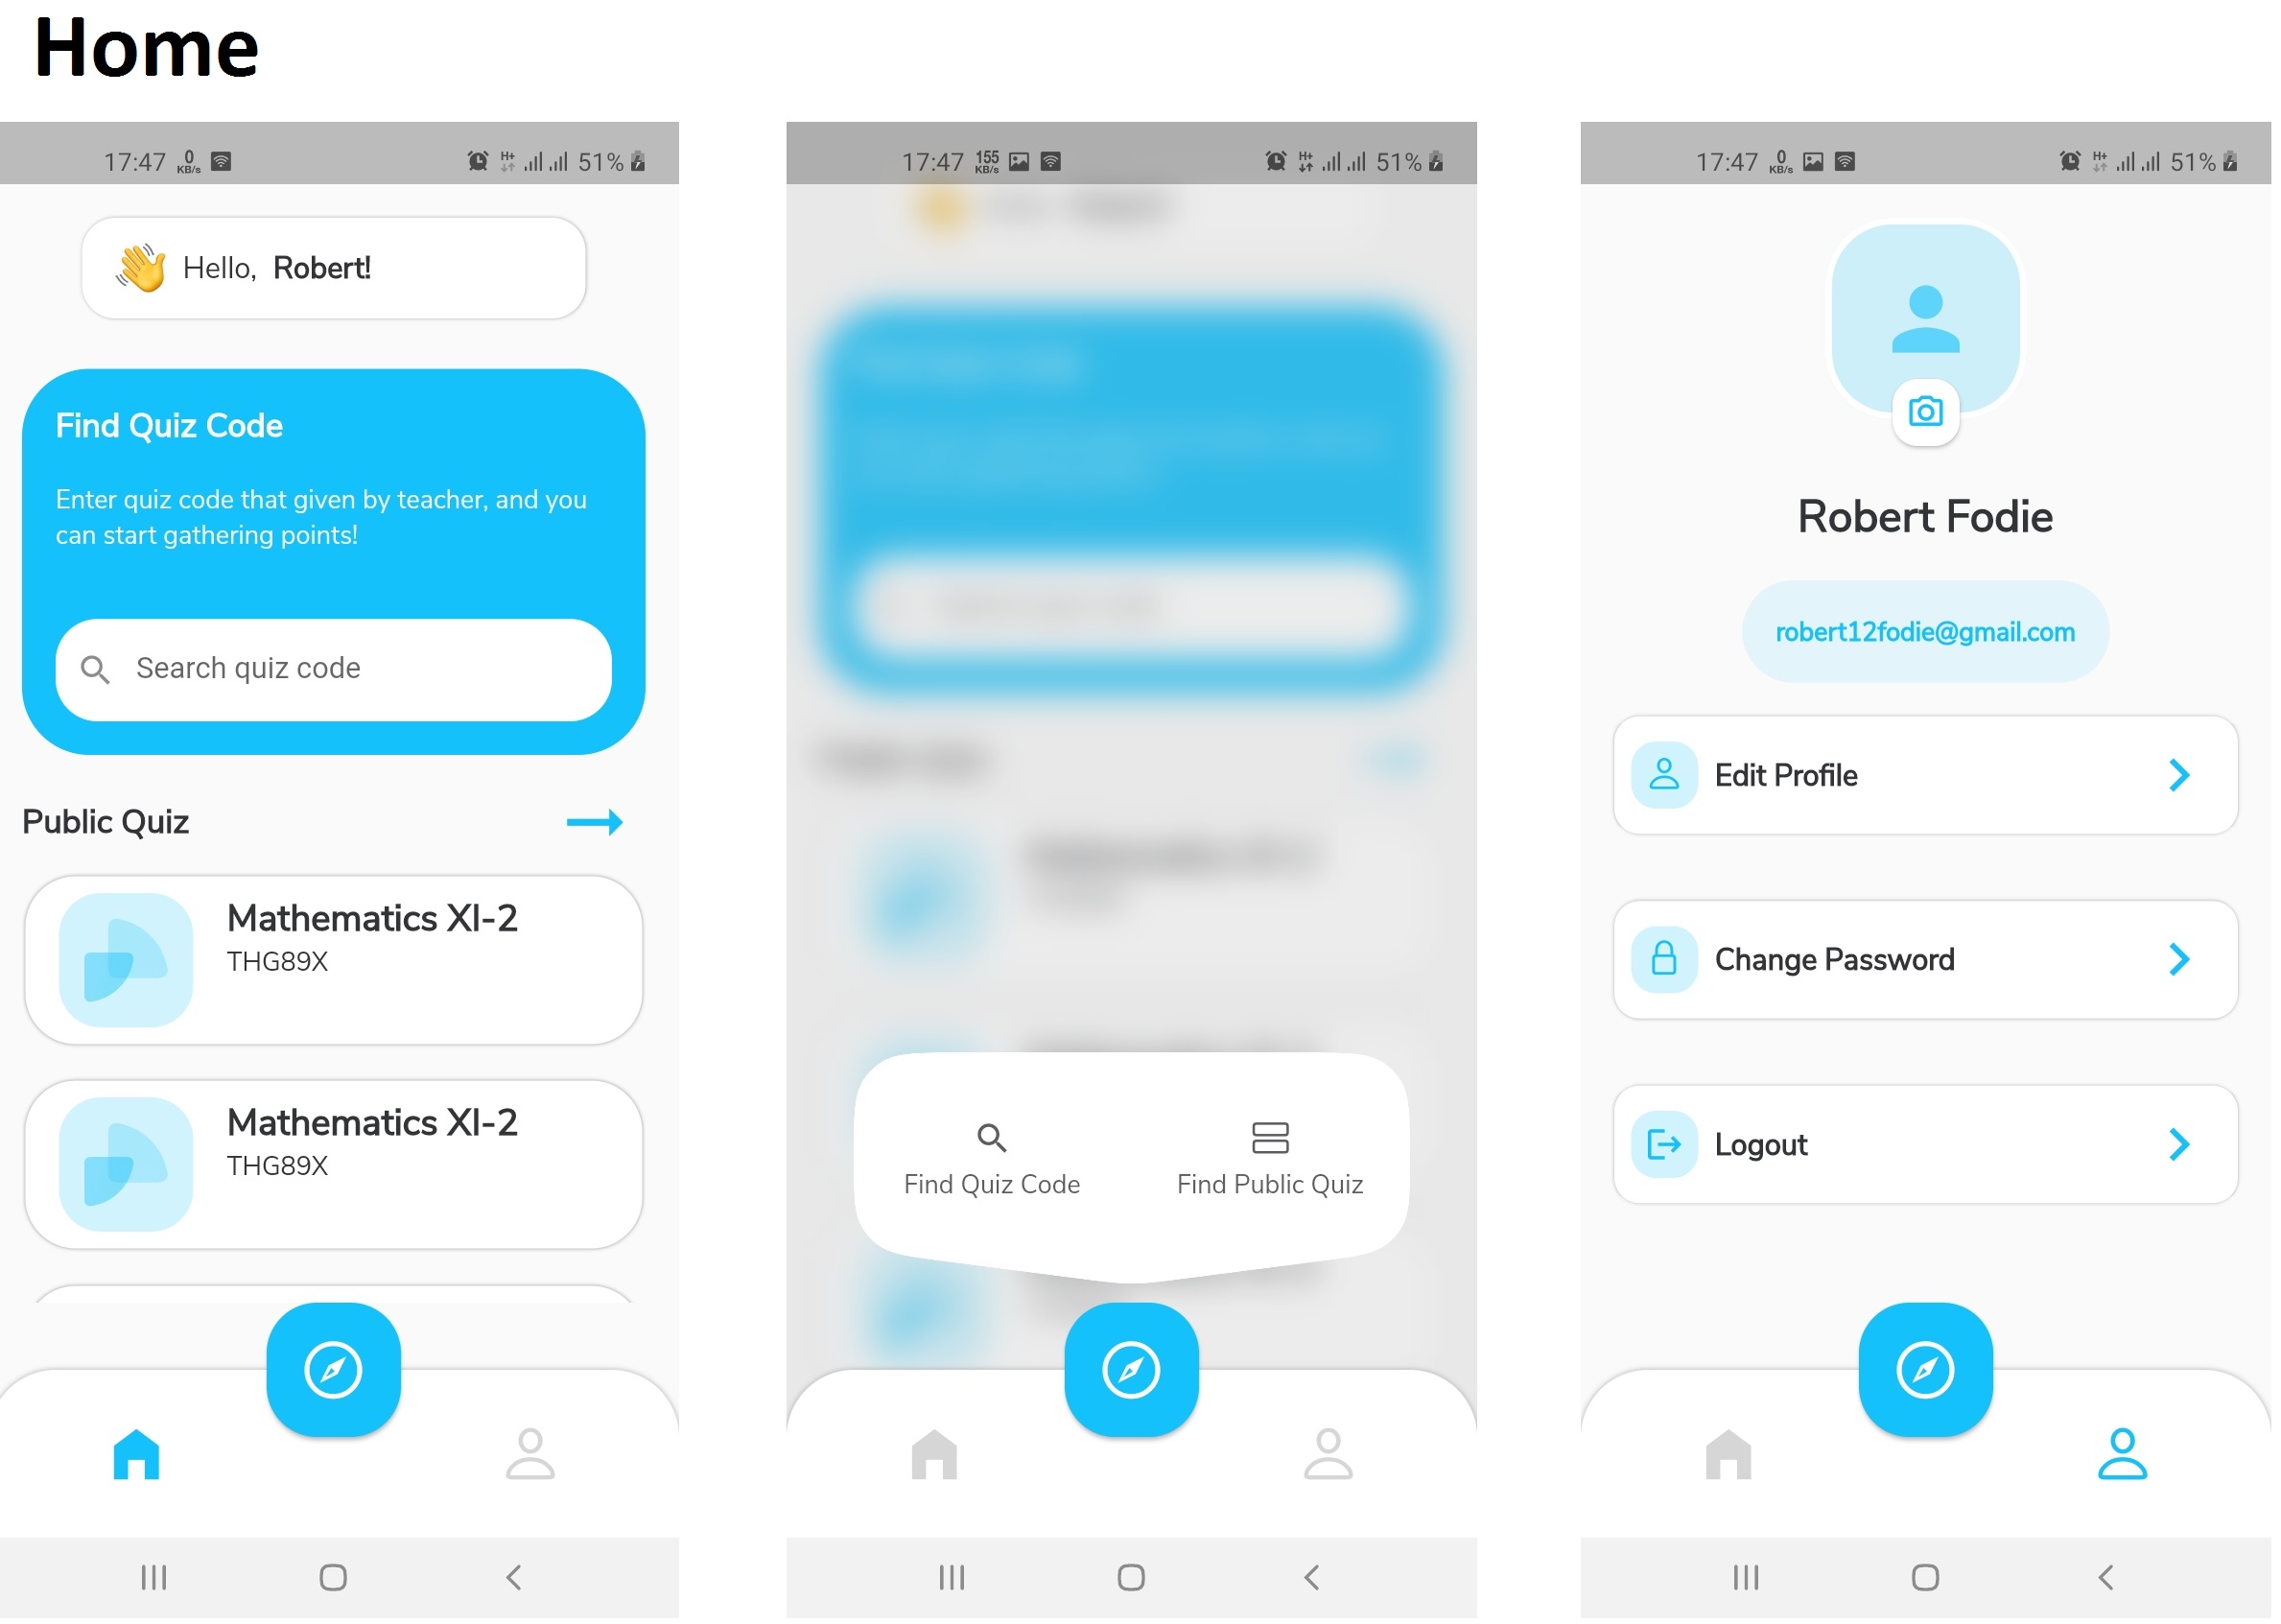 Home
17:47 0 KB/s H+ 51%
Hello, Robert!
Find Quiz Code
Enter quiz code that given by teacher, and you
can start gathering points!
Search quiz code
Public Quiz
Mathematics XI-2
THG89X
Mathematics XI-2
THG89X
17:47 155 KB/s H+ 51%
Find Quiz Code
Find Public Quiz
17:47 0 KB/s H+ 51%
Robert Fodie
robert12fodie@gmail.com
Edit Profile
Change Password
Logout